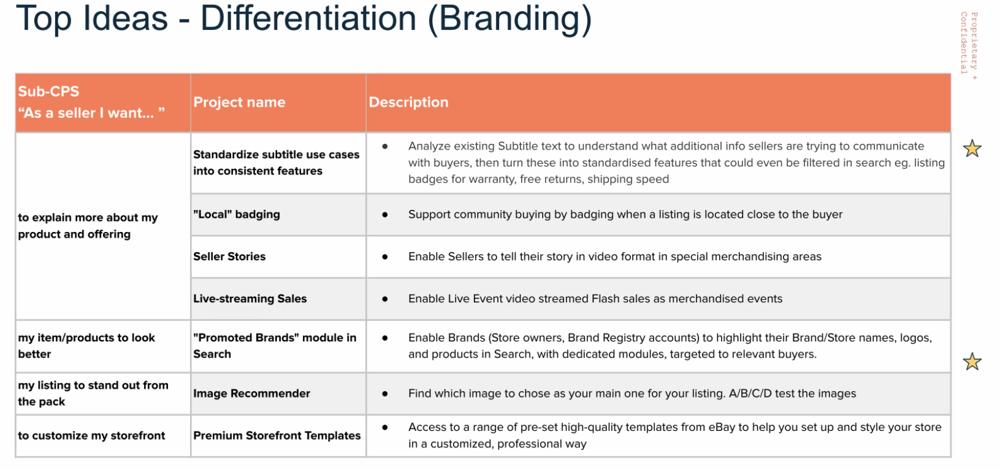 Top Ideas - Differentiation (Branding)
Proprietary +
Confidential
Sub-CPS
“As a seller I want... ”
Project name
Description
to explain more about my
product and offering
Standardize subtitle use cases
into consistent features
● Analyze existing Subtitle text to understand what additional info sellers are trying to communicate
with buyers, then turn these into standardised features that could even be filtered in search eg. listing
badges for warranty, free returns, shipping speed
"Local" badging
● Support community buying by badging when a listing is located close to the buyer
Seller Stories
● Enable Sellers to tell their story in video format in special merchandising areas
Live-streaming Sales
● Enable Live Event video streamed Flash sales as merchandised events
my item/products to look
better
"Promoted Brands" module in
Search
● Enable Brands (Store owners, Brand Registry accounts) to highlight their Brand/Store names, logos,
and products in Search, with dedicated modules, targeted to relevant buyers.
my listing to stand out from
the pack
Image Recommender
● Find which image to chose as your main one for your listing. A/B/C/D test the images
to customize my storefront
Premium Storefront Templates
● Access to a range of pre-set high-quality templates from eBay to help you set up and style your store
in a customized, professional way